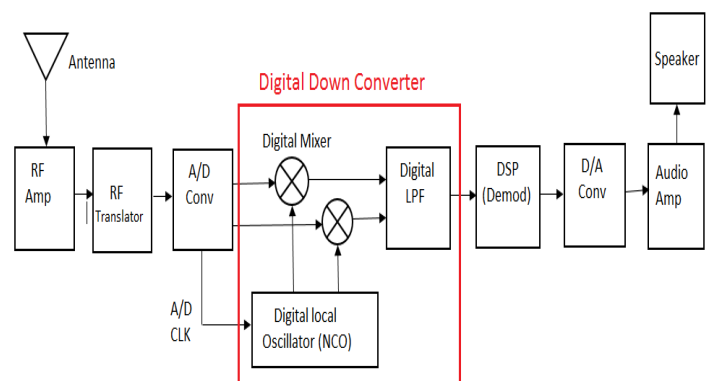 Antenna
Speaker
Digital Down Converter
Digital Mixer
RF
Amp
RF
Translator
A/D
Conv
Digital
LPF
DSP
(Demod)
D/A
Conv
Audio
Amp
A/D
CLK
Digital local
Oscillator (NCO)